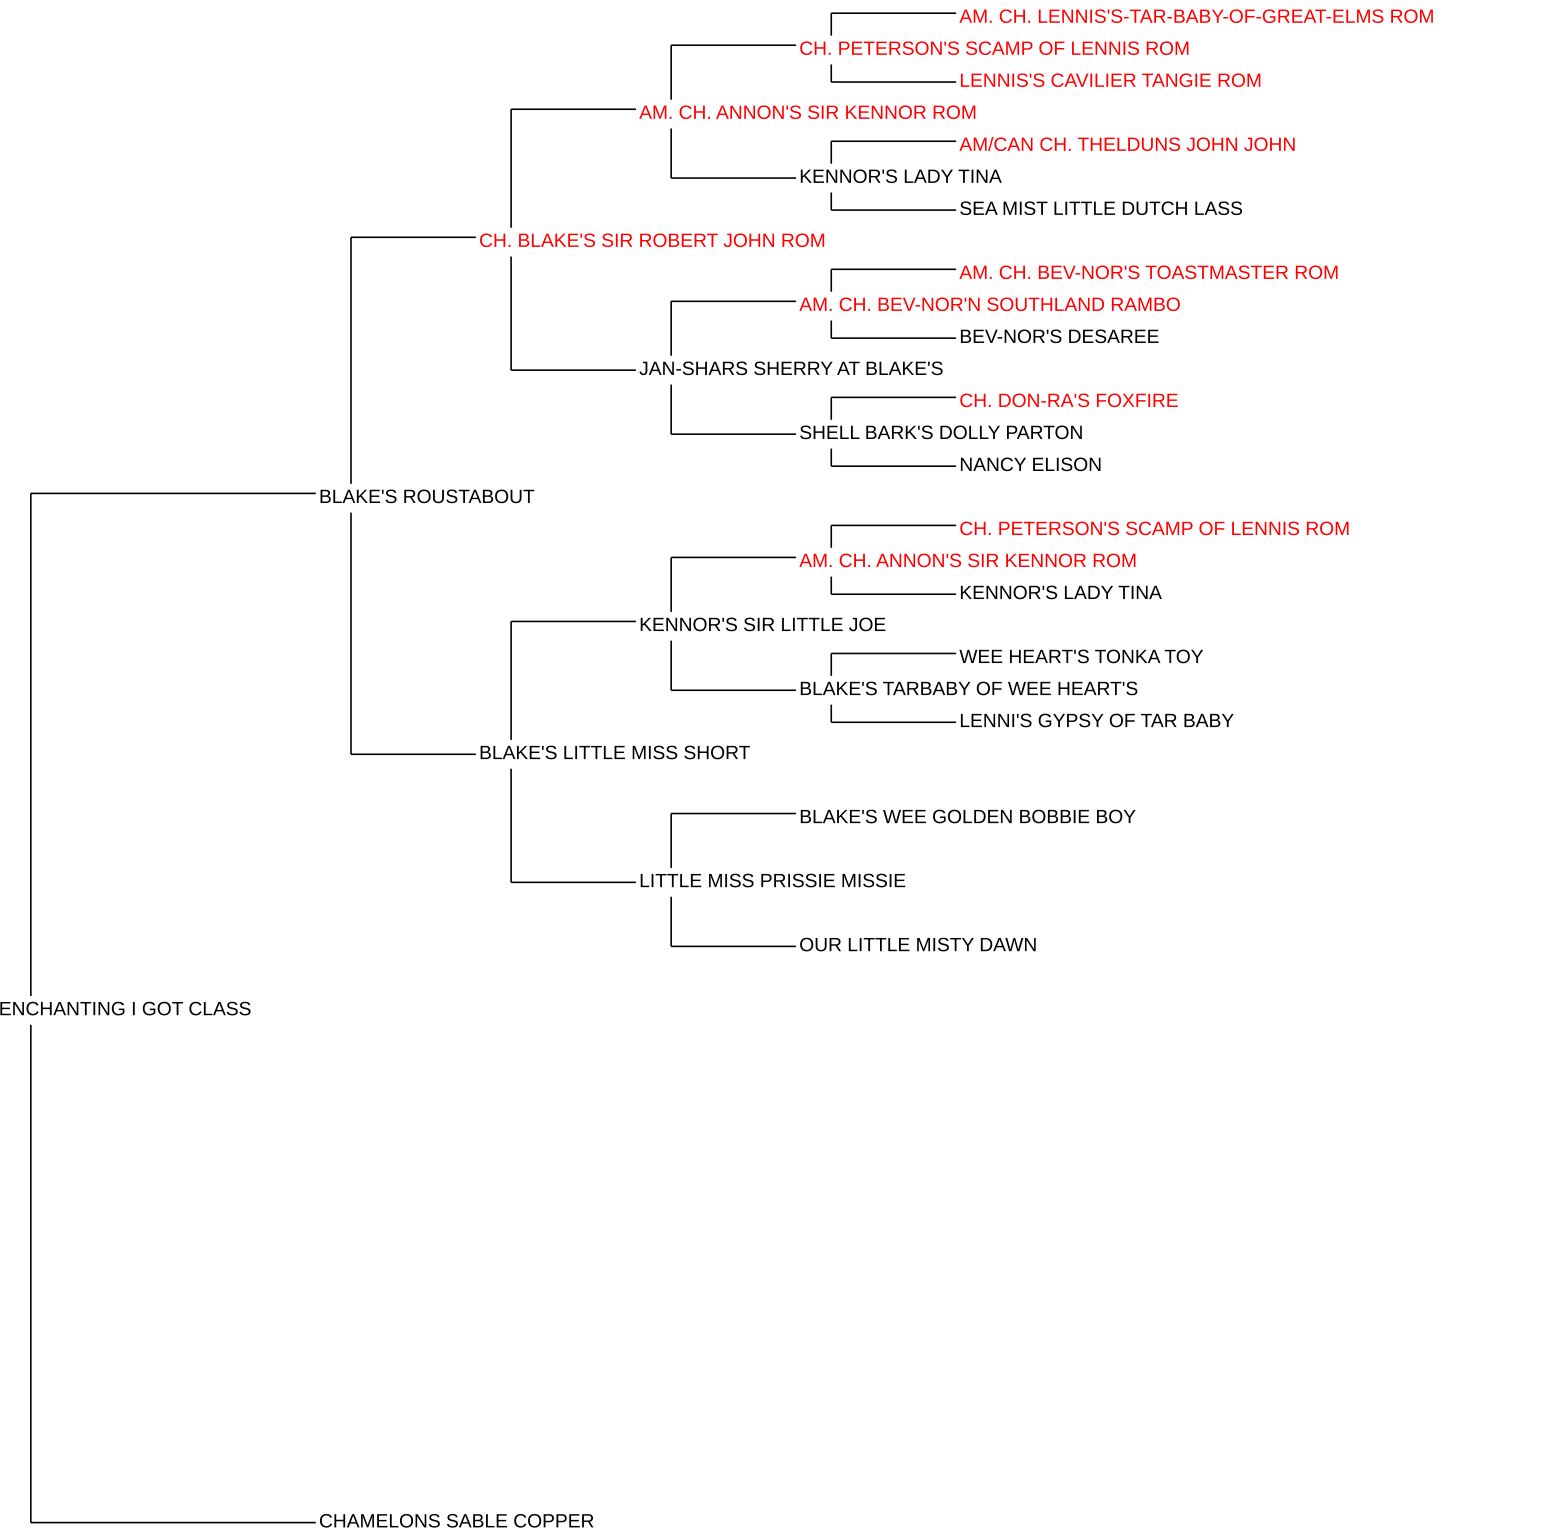 AM. CH. LENNIS'S-TAR-BABY-OF-GREAT-ELMS ROM
CH. PETERSON'S SCAMP OF LENNIS ROM
LENNIS'S CAVILIER TANGIE ROM
AM. CH. ANNON'S SIR KENNOR ROM
AM/CAN CH. THELDUNS JOHN JOHN
KENNOR'S LADY TINA
SEA MIST LITTLE DUTCH LASS
CH. BLAKE'S SIR ROBERT JOHN ROM
AM. CH. BEV-NOR'S TOASTMASTER ROM
AM. CH. BEV-NOR'N SOUTHLAND RAMBO
BEV-NOR'S DESAREE
JAN-SHARS SHERRY AT BLAKE'S
CH. DON-RA'S FOXFIRE
SHELL BARK'S DOLLY PARTON
NANCY ELISON
BLAKE'S ROUSTABOUT
CH. PETERSON'S SCAMP OF LENNIS ROM
AM. CH. ANNON'S SIR KENNOR ROM
KENNOR'S LADY TINA
KENNOR'S SIR LITTLE JOE
WEE HEART'S TONKA TOY
BLAKE'S TARBABY OF WEE HEART'S
LENNI'S GYPSY OF TAR BABY
BLAKE'S LITTLE MISS SHORT
BLAKE'S WEE GOLDEN BOBBIE BOY
LITTLE MISS PRISSIE MISSIE
OUR LITTLE MISTY DAWN
ENCHANTING I GOT CLASS
CHAMELONS SABLE COPPER